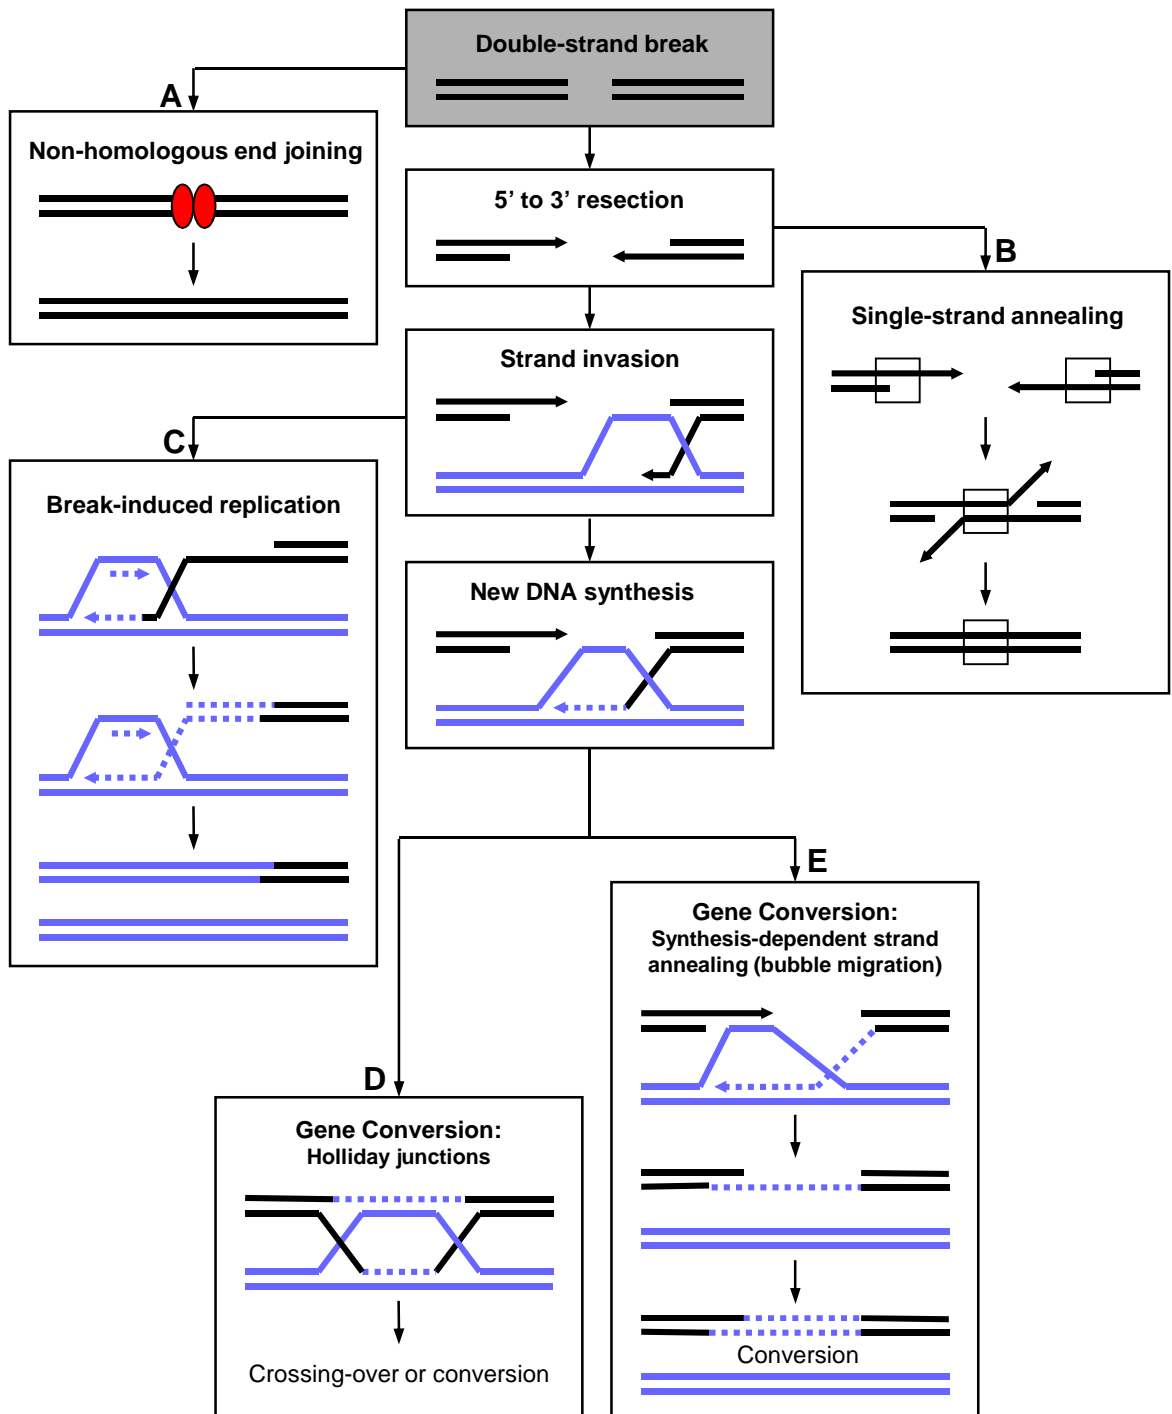 Double-strand break
A
Non-homologous end joining
5’ to 3’ resection
B
Single-strand annealing
Strand invasion
C
Break-induced replication
New DNA synthesis
E
Gene Conversion:
Synthesis-dependent strand
annealing (bubble migration)
D
Gene Conversion:
Holliday junctions
Crossing-over or conversion
Conversion